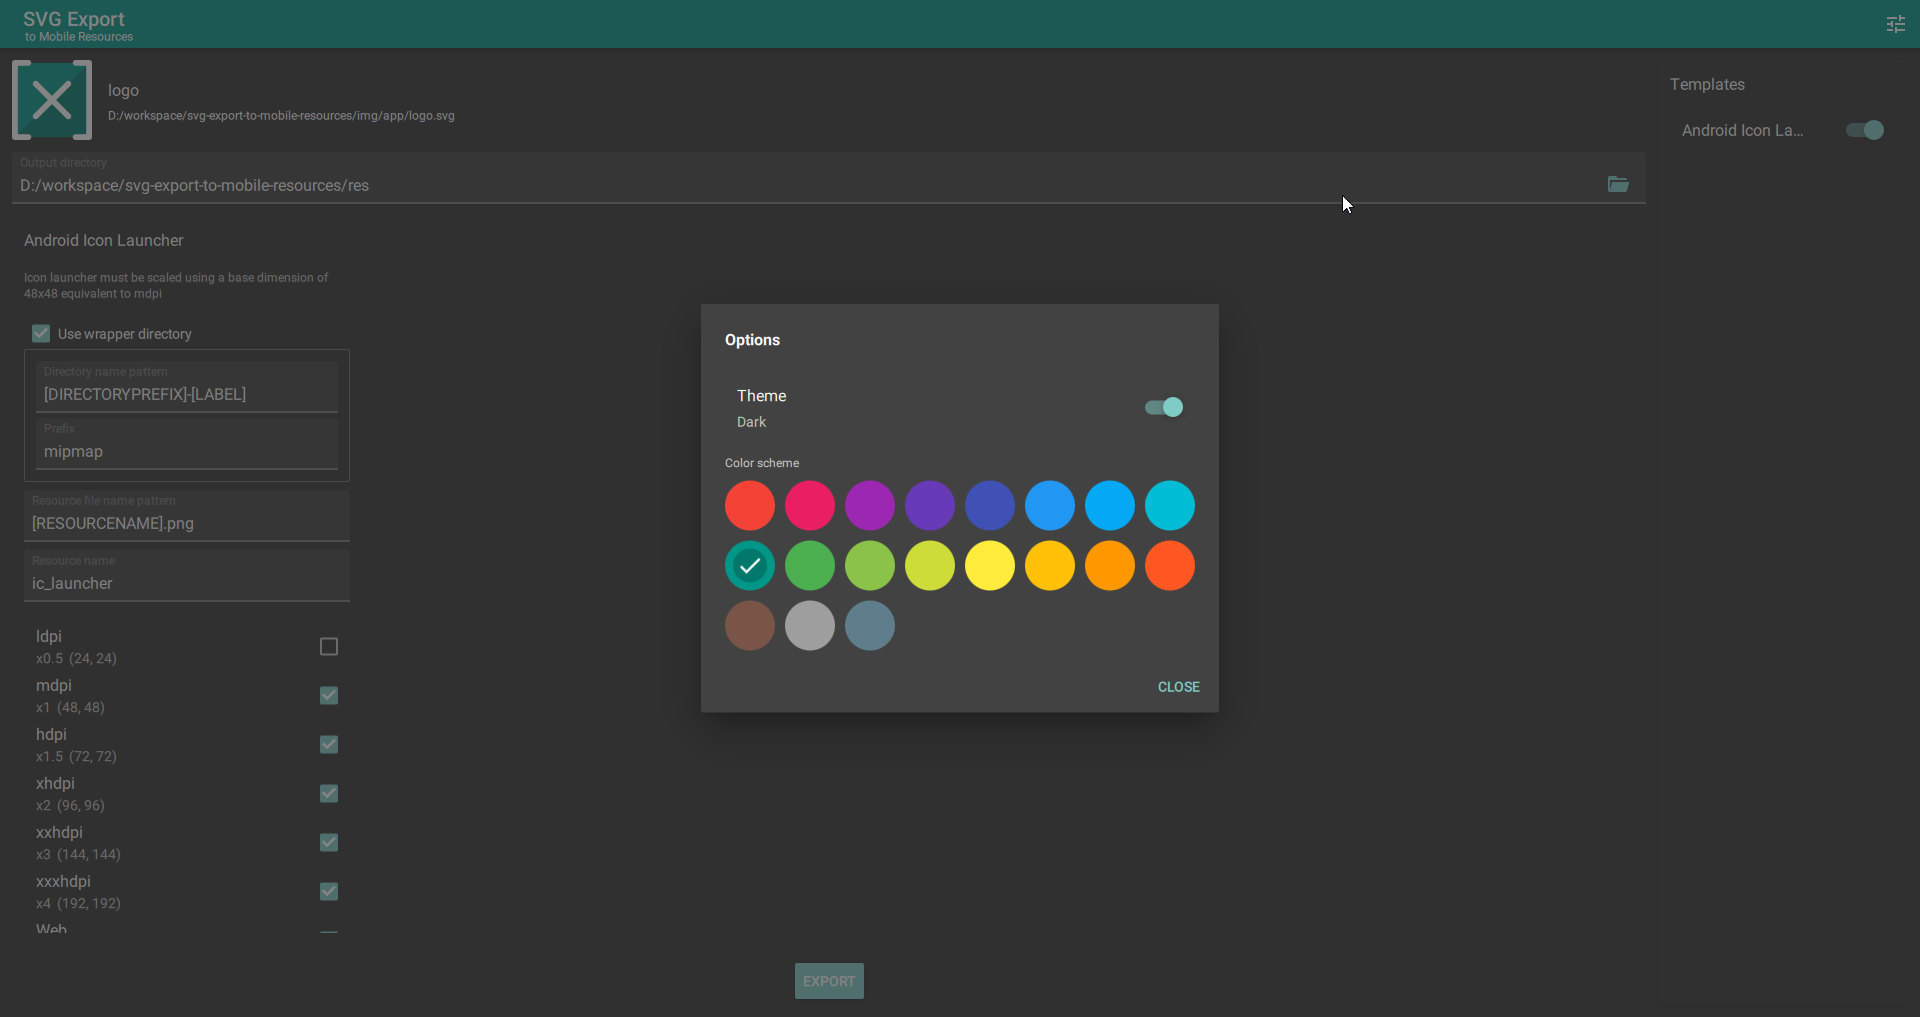 SVG Export
to Mobile Resources
logo
D:/workspace/svg-export-to-mobile-resources/img/app/logo.svg
Templates
Android Icon La...
Output directory
D:/workspace/svg-export-to-mobile-resources/res
Android Icon Launcher
Icon launcher must be scaled using a base dimension of
48x48 equivalent to mdpi
Use wrapper directory
Directory name pattern
[DIRECTORYPREFIX]-[LABEL]
Prefix
mipmap
Resource file name pattern
[RESOURCENAME].png
Resource name
ic_launcher
ldpi
x0.5 (24, 24)
mdpi
x1 (48, 48)
hdpi
x1.5 (72, 72)
xhdpi
x2 (96, 96)
xxhdpi
x3 (144, 144)
xxxhdpi
x4 (192, 192)
Web
Options
Theme
Dark
Color scheme
CLOSE
EXPORT